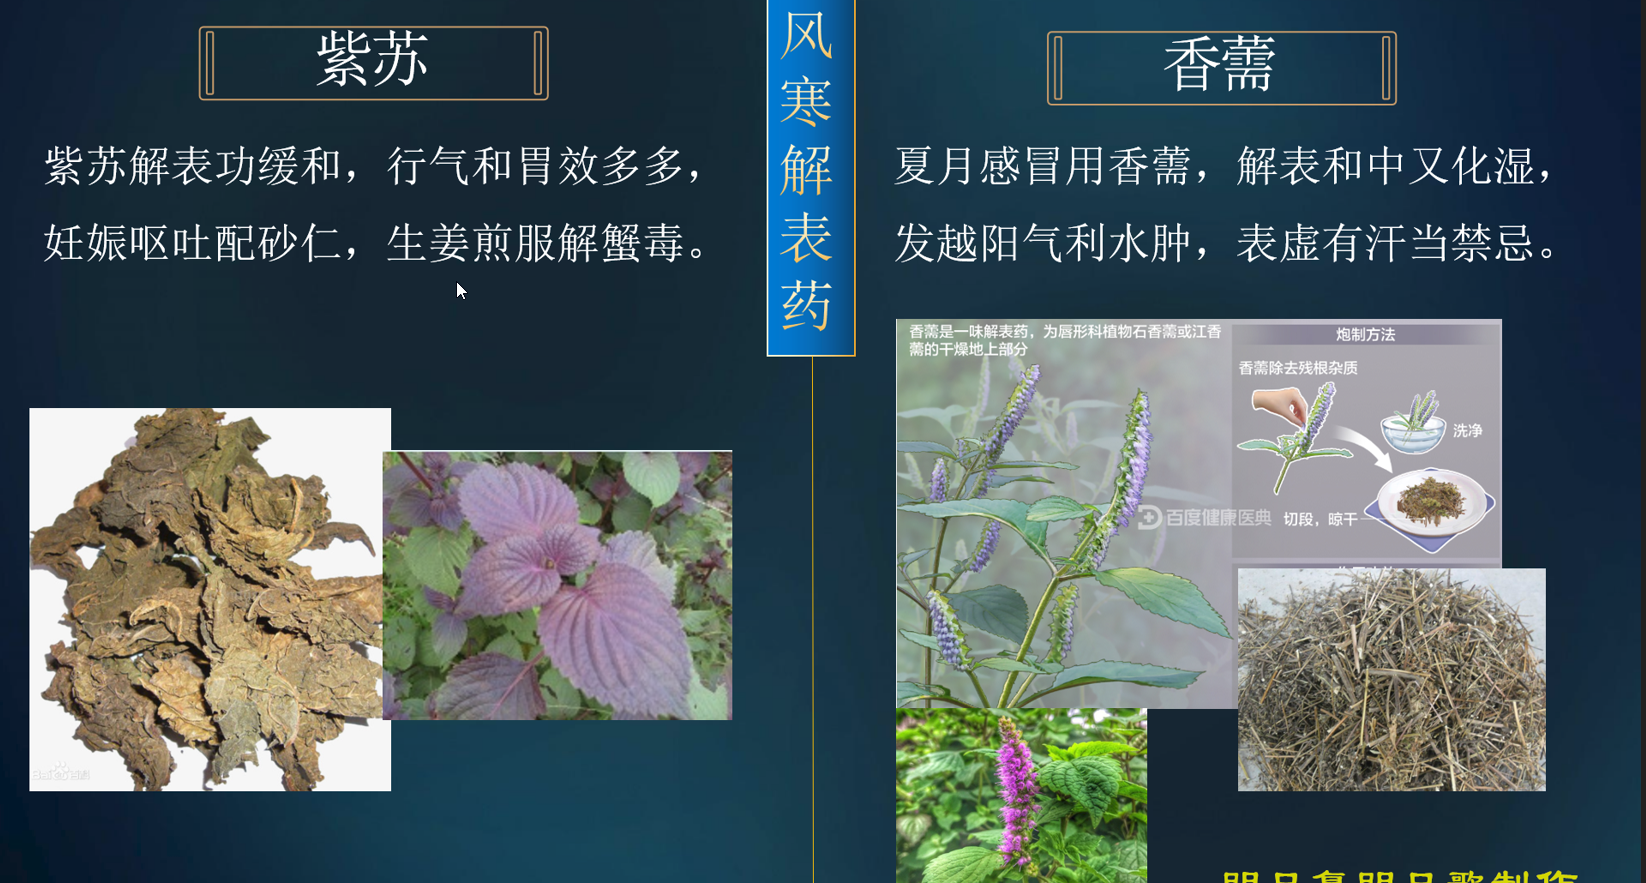 紫苏
紫苏解表功缓和，行气和胃效多多，
妊娠呕吐配砂仁，生姜煎服解蟹毒。
风寒解表药
香薷
夏月感冒用香薷，解表和中又化湿，
发越阳气利水肿，表虚有汗当禁忌。
香薷是一味解表药，为唇形科植物石香薷或江香
薷的干燥地上部分
炮制方法
香薷除去残根杂质
洗净
切段，晾干
百度健康医典
Bai百科